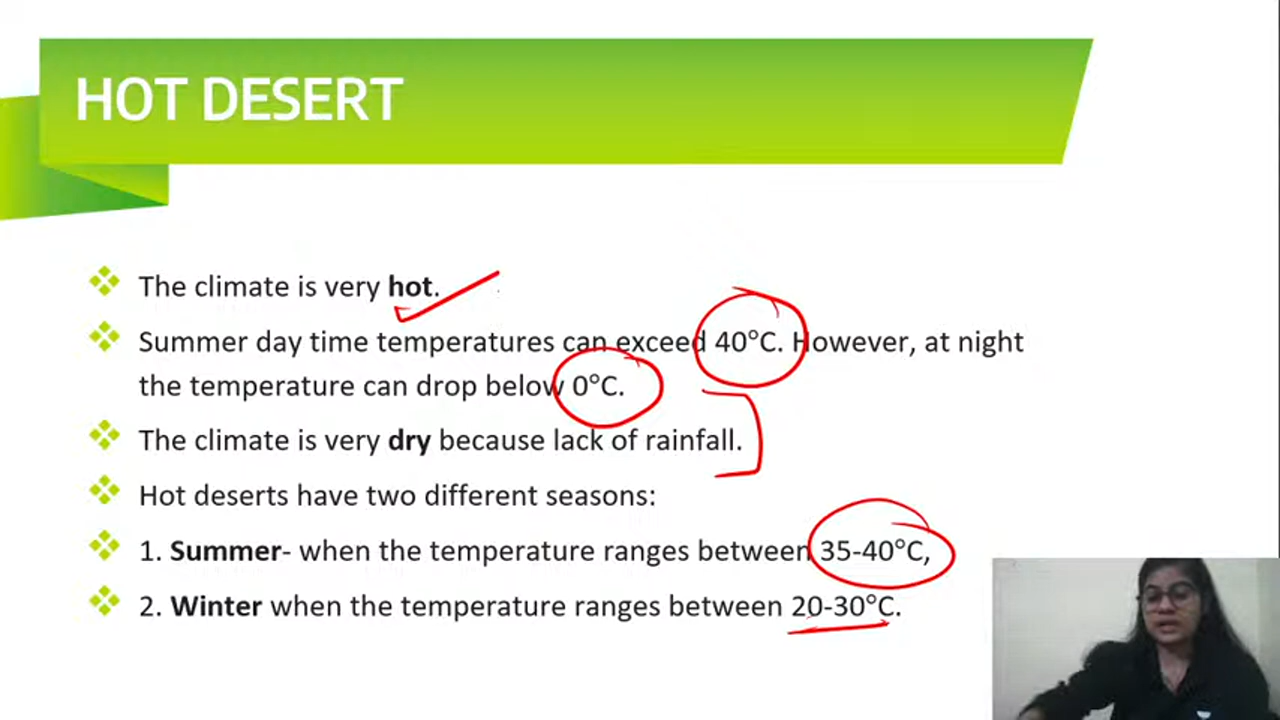 HOT DESERT
The climate is very hot.
Summer day time temperatures can exceed 40°C. However, at night
the temperature can drop below 0°C.
The climate is very dry because lack of rainfall.
Hot deserts have two different seasons:
1. Summer- when the temperature ranges between 35-40°C,
2. Winter when the temperature ranges between 20-30°C.